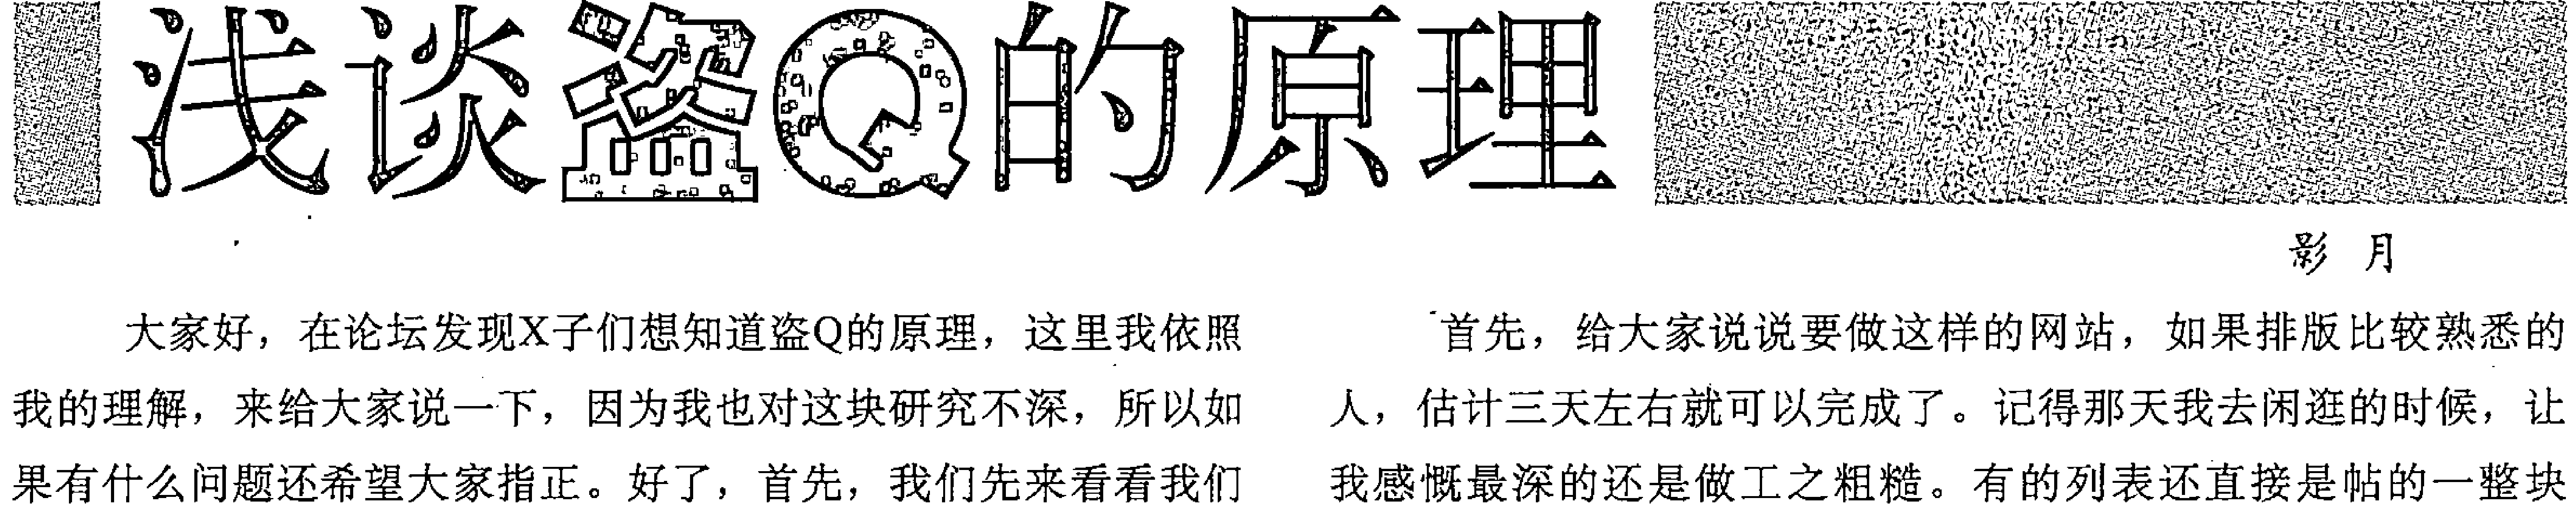 浅谈盗Q的原理
影 月
大家好，在论坛发现X子们想知道盗Q的原理，这里我依照
我的理解，来给大家说一下，因为我也对这块研究不深，所以如
果有什么问题还希望大家指正。好了，首先，我们先来看看我们
首先，给大家说说要做这样的网站，如果排版比较熟悉的
人，估计三天左右就可以完成了。记得那天我去闲逛的时候，让
我感慨最深的还是做工之粗糙。有的列表还直接是帖的一整块